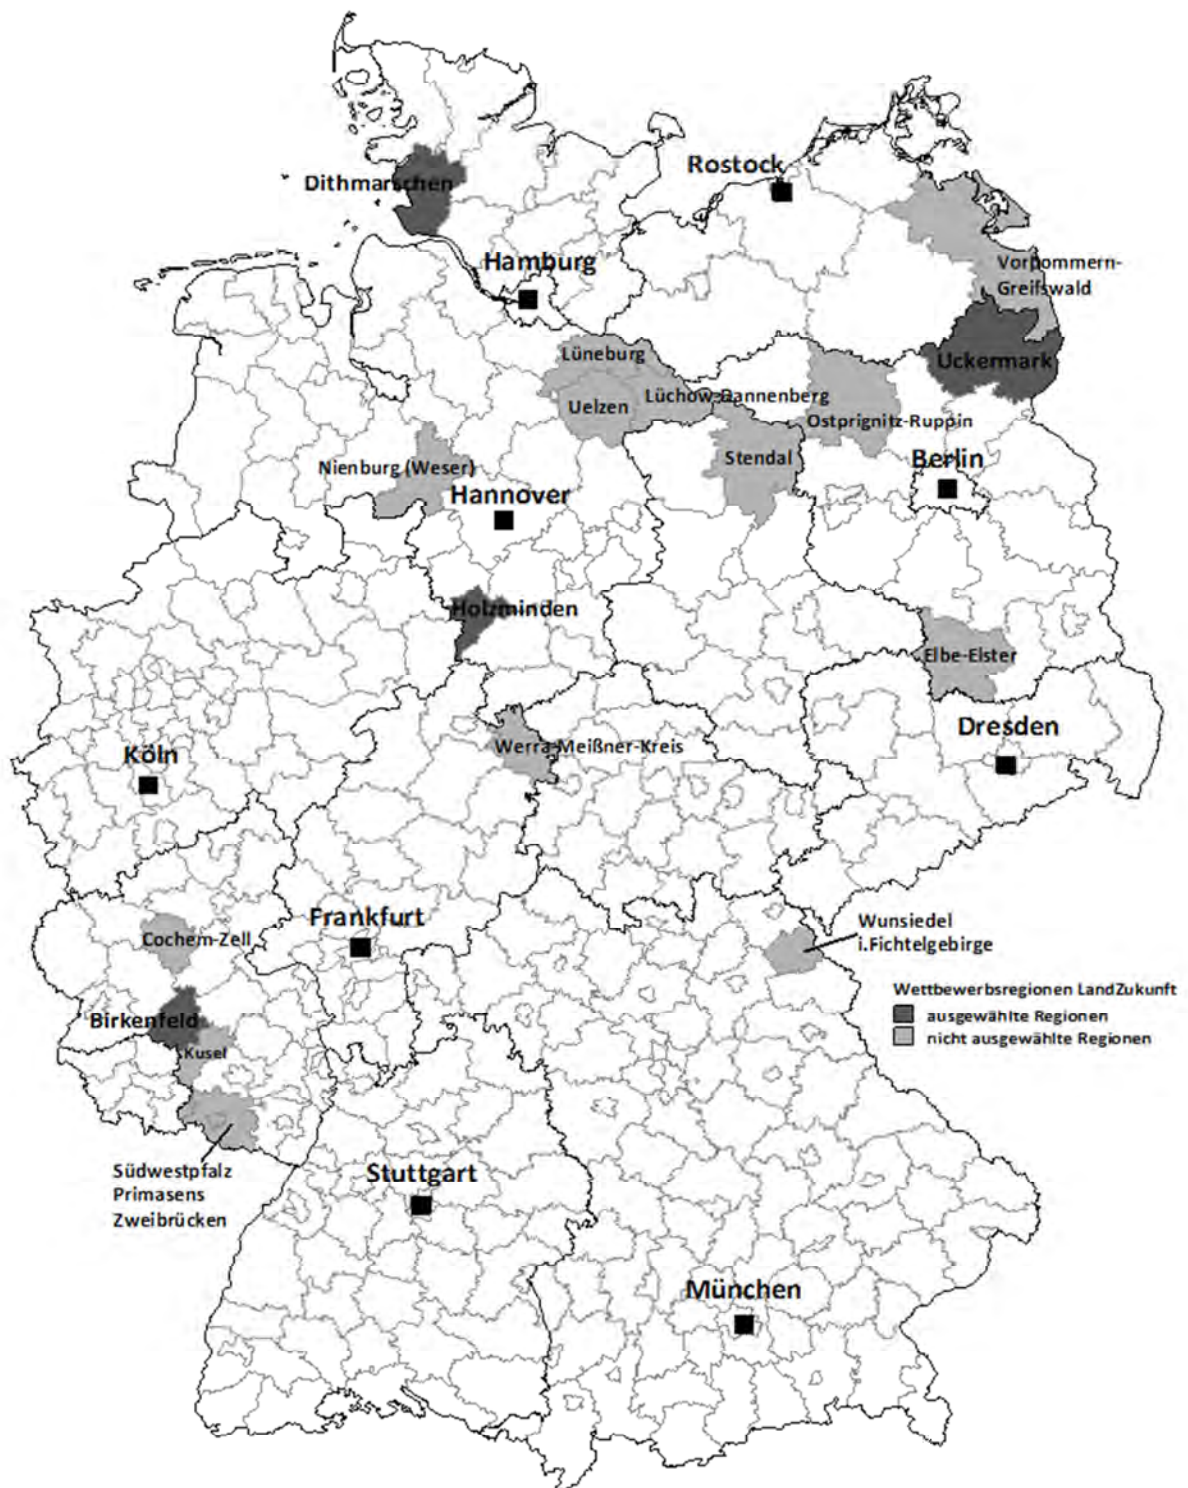 Rostock
Dithmarschen
Hamburg
Vorpommern-
Greifswald
Lüneburg
Uckermark
Lüchow-Dannenberg
Uelzen
Ostprignitz-Ruppin
Stendal
Berlin
Nienburg (Weser)
Hannover
Holzminden
Elbe-Elster
Dresden
Werra-Meißner-Kreis
Köln
Frankfurt
Wunsiedel
i.Fichtelgebirge
Cochem-Zell
Wettbewerbsregionen LandZukunft
ausgewählte Regionen
nicht ausgewählte Regionen
Birkenfeld
Kusel
Südwestpfalz
Primasens
Zweibrücken
Stuttgart
München